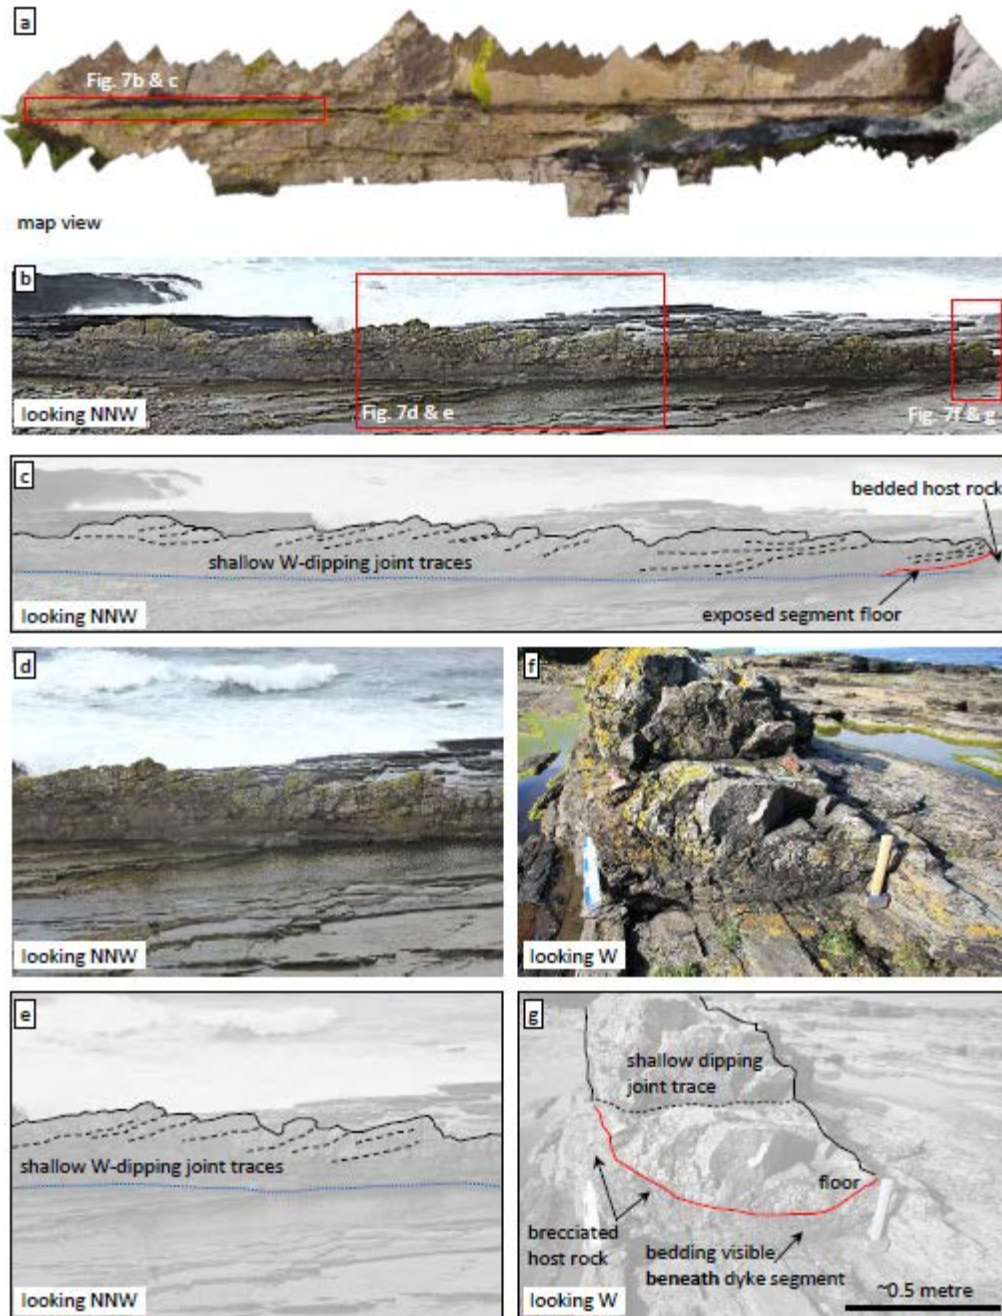 a
Fig. 7b & c
map view
b
looking NNW
Fig. 7d & e
Fig. 7f & g
c
bedded host rock
shallow W-dipping joint traces
looking NNW
exposed segment floor
d
looking NNW
f
looking W
e
shallow W-dipping joint traces
looking NNW
g
shallow dipping
joint trace
floor
brecciated
host rock
bedding visible
beneath dyke segment
~0.5 metre
looking W